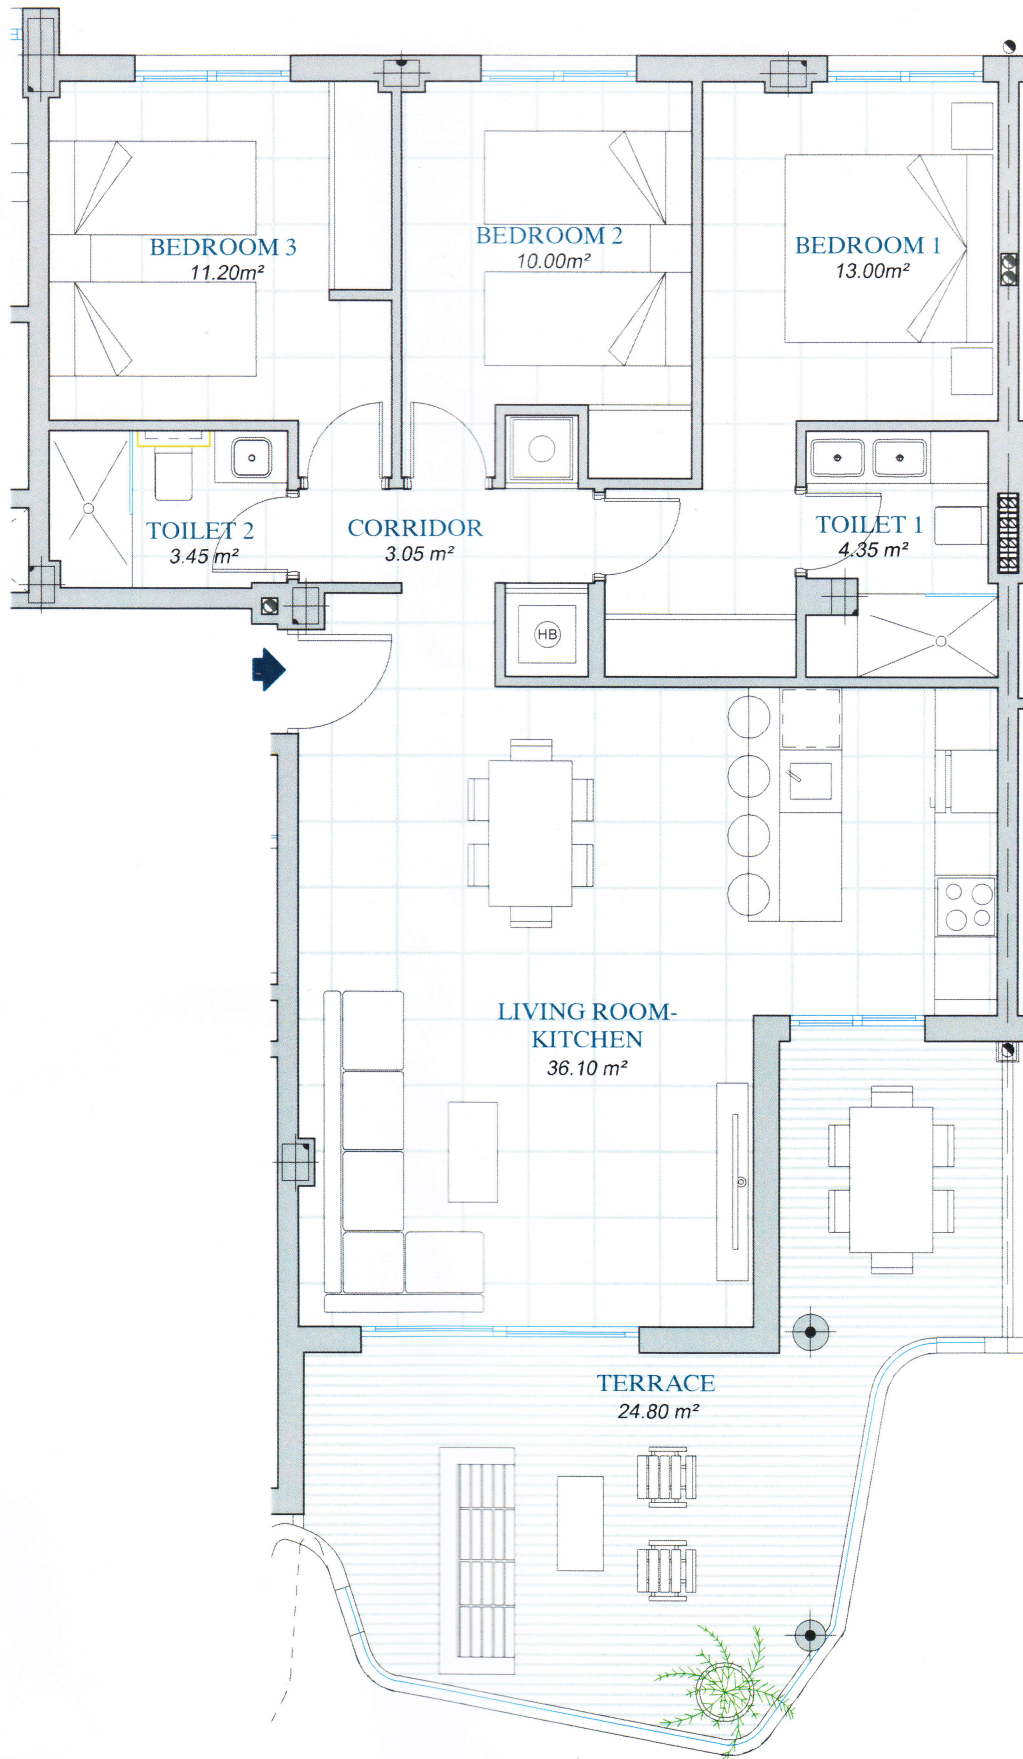 BEDROOM 3
11.20m²
BEDROOM 2
10.00m²
BEDROOM 1
13.00m²
TOILET 2
3.45 m²
CORRIDOR
3.05 m²
TOILET 1
4.35 m²
HB
LIVING ROOM-
KITCHEN
36.10 m²
TERRACE
24.80 m²